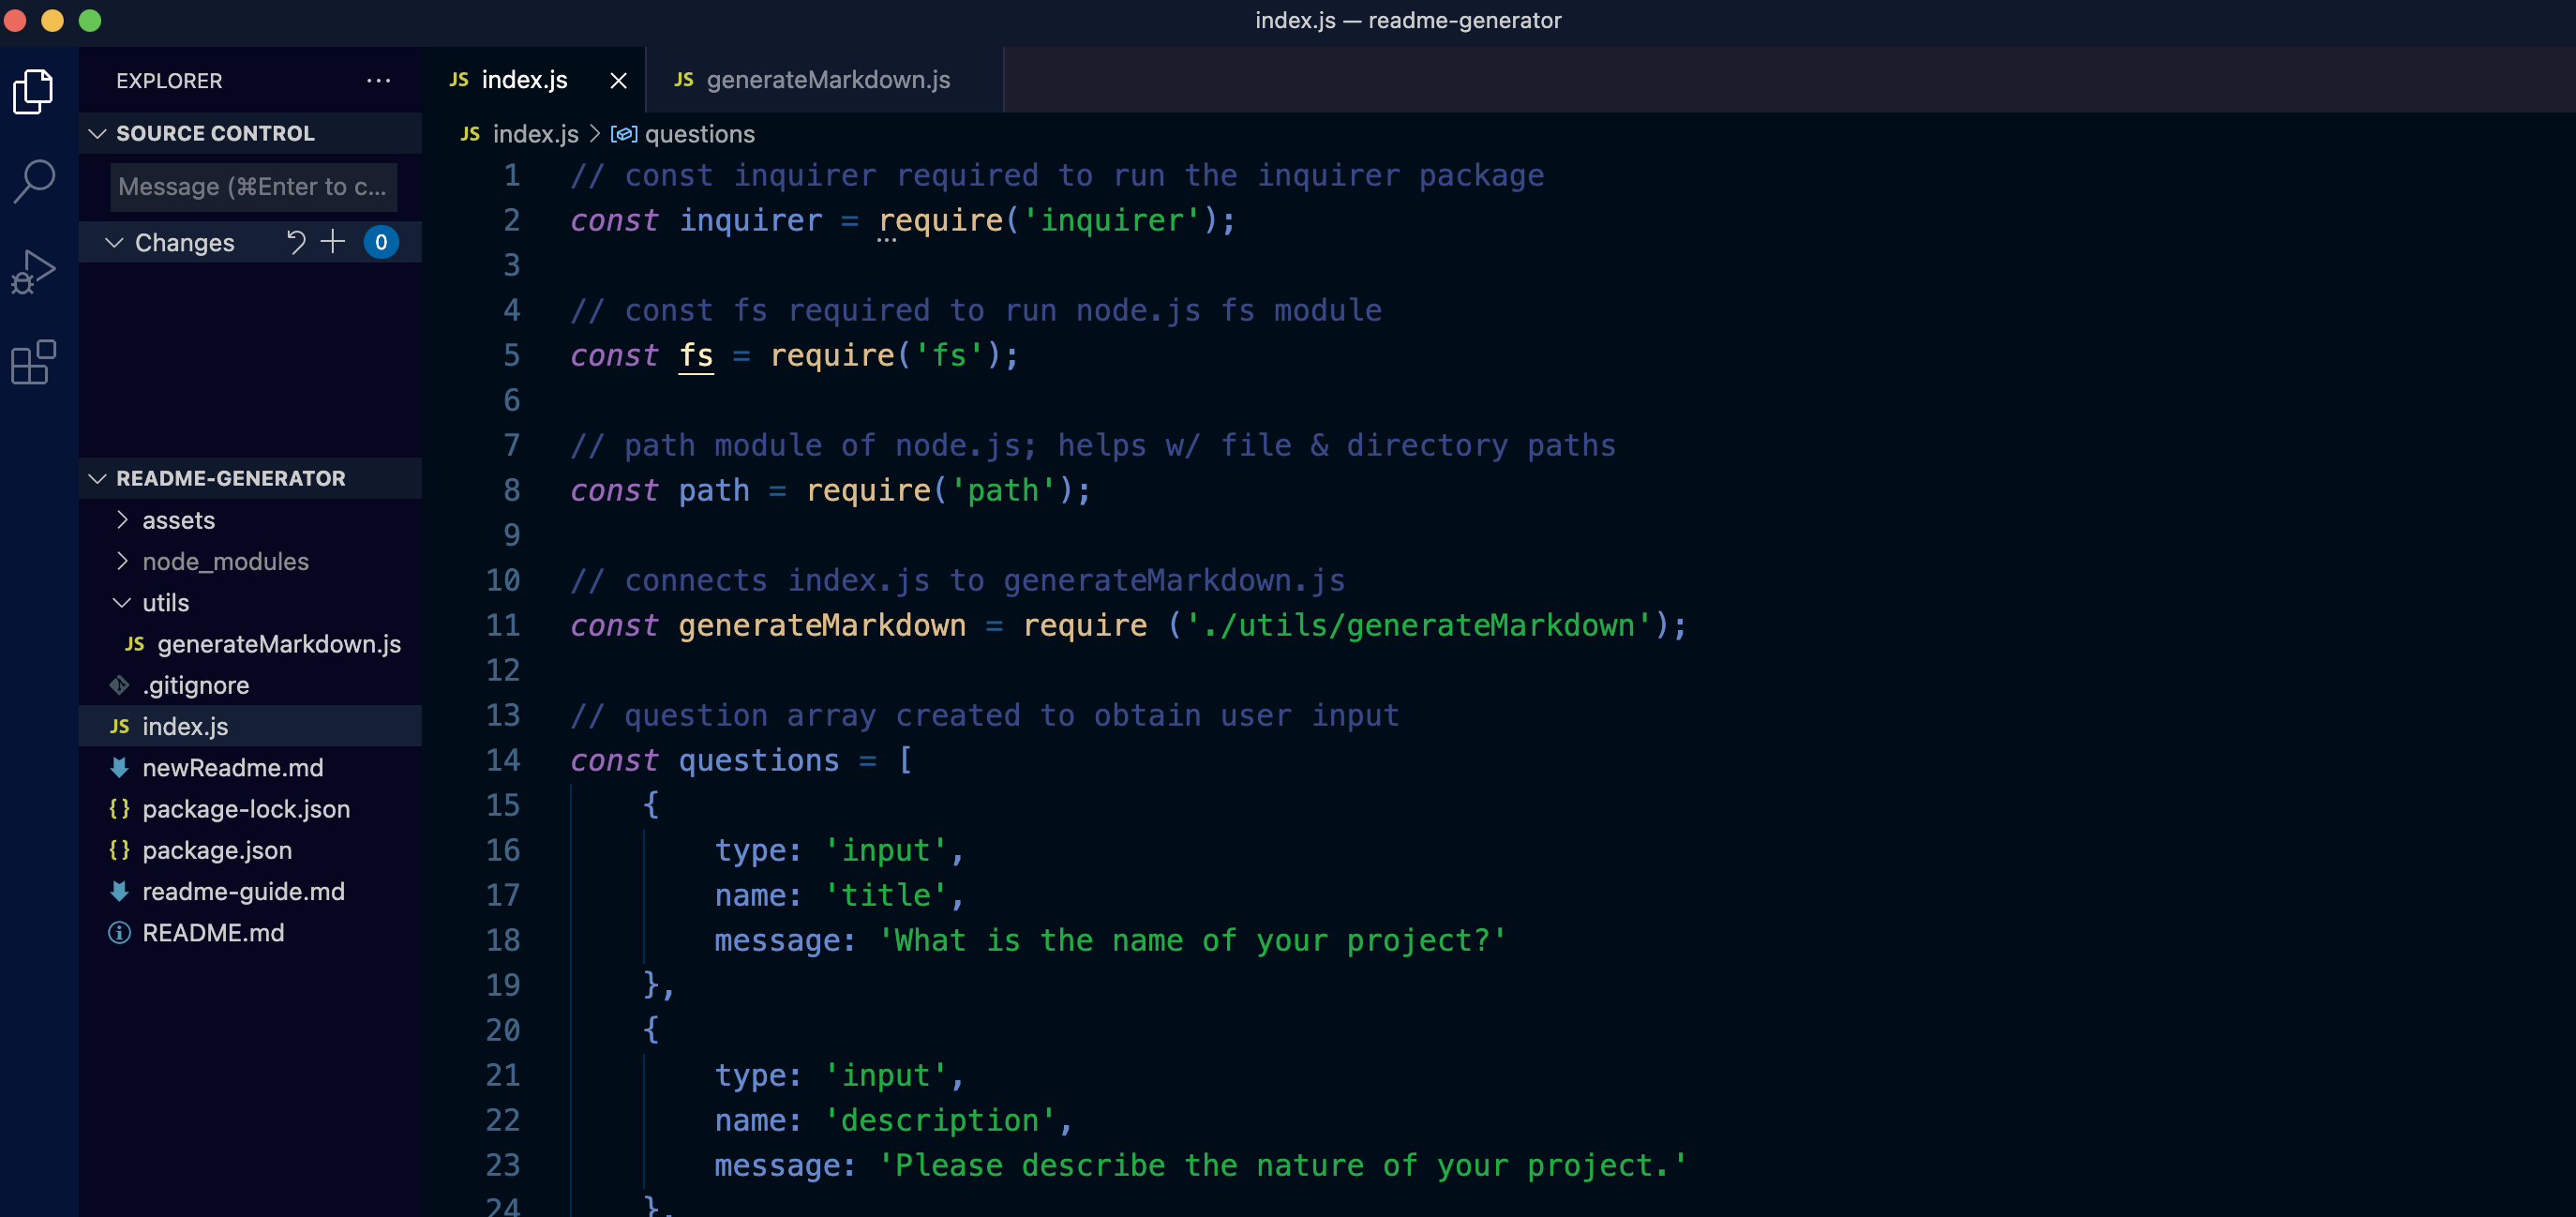 index.js — readme-generator
EXPLORER ...
SOURCE CONTROL
Message (⌘Enter to c...
Changes 0
README-GENERATOR
assets
node_modules
utils
JS generateMarkdown.js
.gitignore
JS index.js
newReadme.md
{} package-lock.json
{} package.json
readme-guide.md
README.md
JS index.js JS generateMarkdown.js
JS index.js > questions
1 // const inquirer required to run the inquirer package
2 const inquirer = require('inquirer');
3
4 // const fs required to run node.js fs module
5 const fs = require('fs');
6
7 // path module of node.js; helps w/ file & directory paths
8 const path = require('path');
9
10 // connects index.js to generateMarkdown.js
11 const generateMarkdown = require ('./utils/generateMarkdown');
12
13 // question array created to obtain user input
14 const questions = [
15 {
16 type: 'input',
17 name: 'title',
18 message: 'What is the name of your project?'
19 },
20 {
21 type: 'input',
22 name: 'description',
23 message: 'Please describe the nature of your project.'
24 },